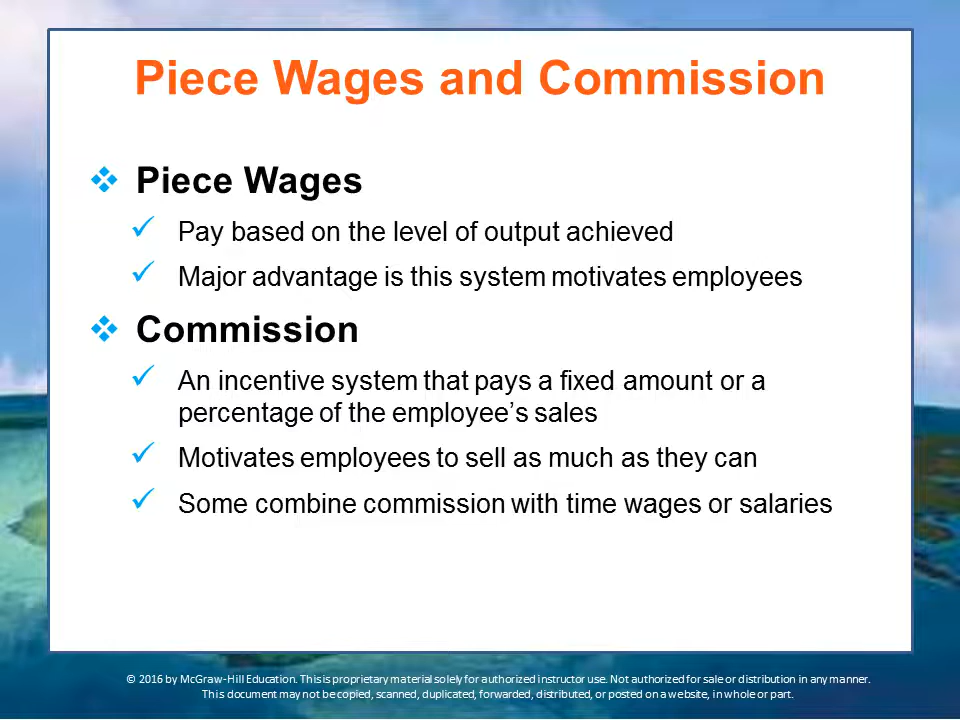 Piece Wages and Commission
Piece Wages
Pay based on the level of output achieved
Major advantage is this system motivates employees
Commission
An incentive system that pays a fixed amount or a
percentage of the employee’s sales
Motivates employees to sell as much as they can
Some combine commission with time wages or salaries
© 2016 by McGraw-Hill Education. This is proprietary material solely for authorized instructor use. Not authorized for sale or distribution in any manner.
This document may not be copied, scanned, duplicated, forwarded, distributed, or posted on a website, in whole or part.